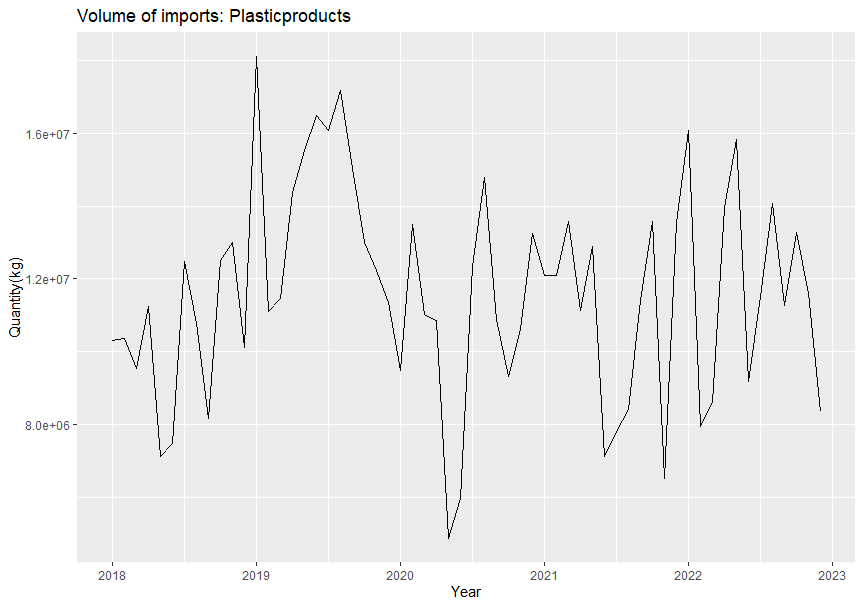 Volume of imports: Plasticproducts
1.6e+07
1.2e+07
8.0e+06
Quantity(kg)
2018 2019 2020 2021 2022 2023
Year